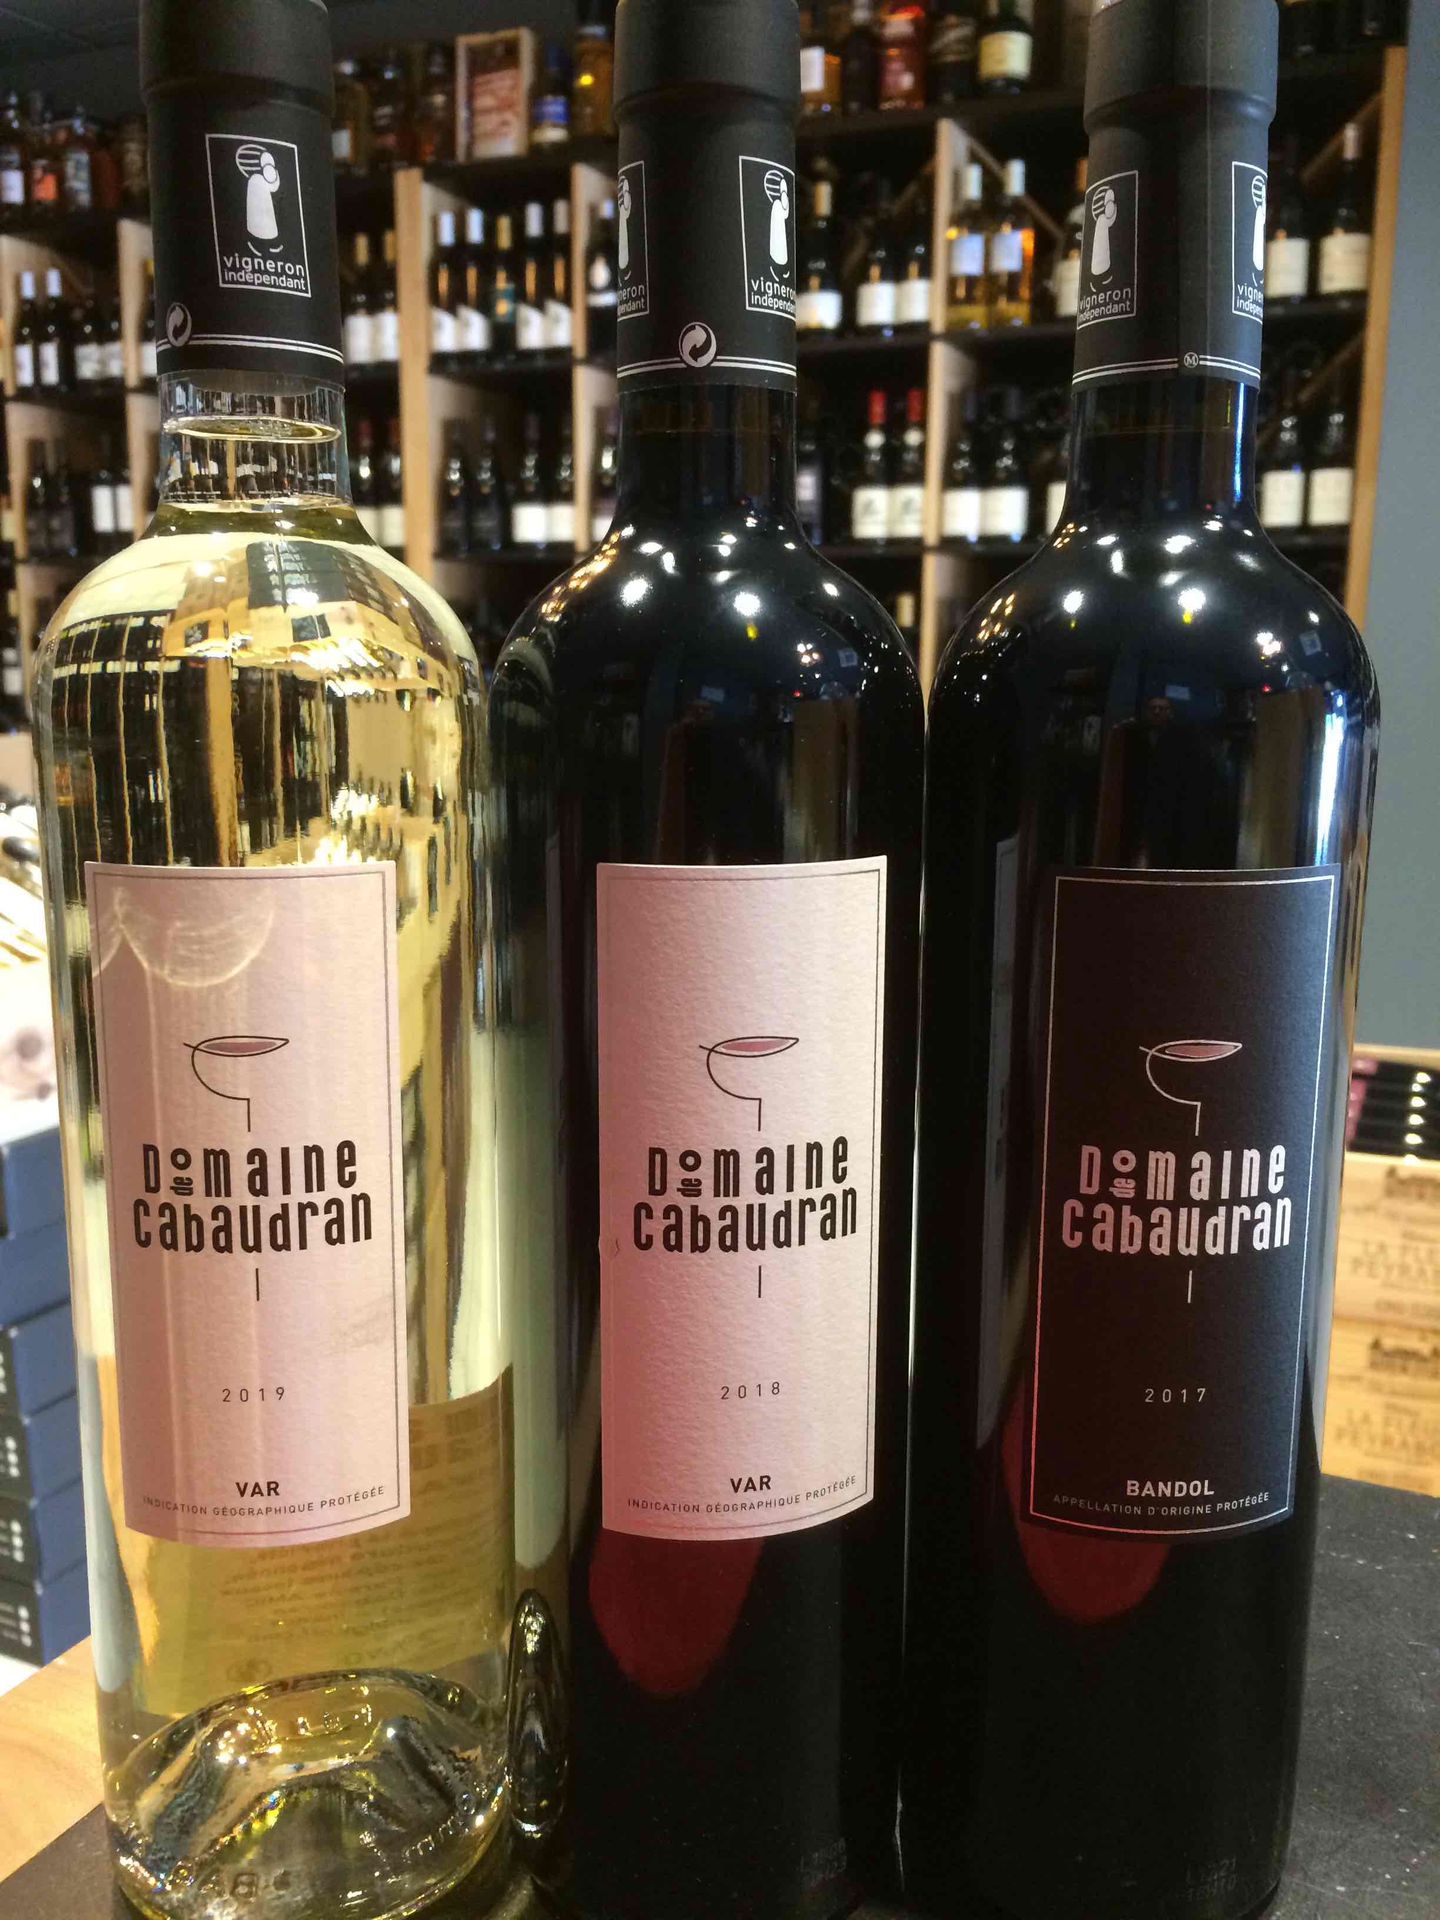 vigneron
indépendant
vigneron
indépendant
vigneron
indépendant
Domaine
de
Cabaudran
2019
VAR
INDICATION GÉOGRAPHIQUE PROTÉGÉE
Domaine
de
Cabaudran
2018
VAR
INDICATION GÉOGRAPHIQUE PROTÉGÉE
Domaine
de
Cabaudran
2017
BANDOL
APPELLATION D'ORIGINE PROTÉGÉE